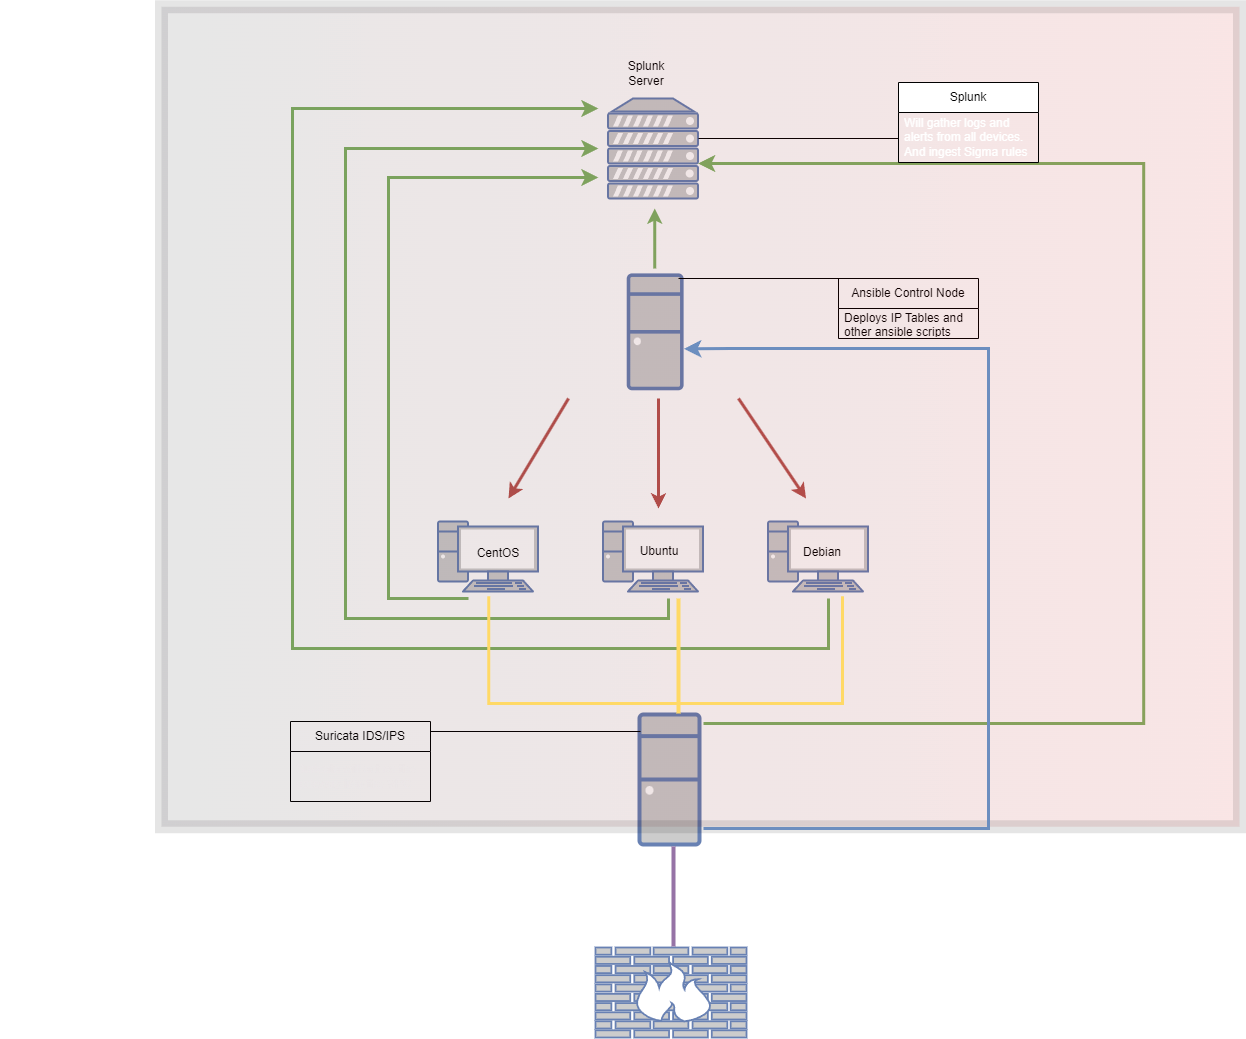 Splunk
Server
Splunk
Will gather logs and
alerts from all devices.
And ingest Sigma rules
Ansible Control Node
Deploys IP Tables and
other ansible scripts
CentOS
Ubuntu
Debian
Suricata IDS/IPS